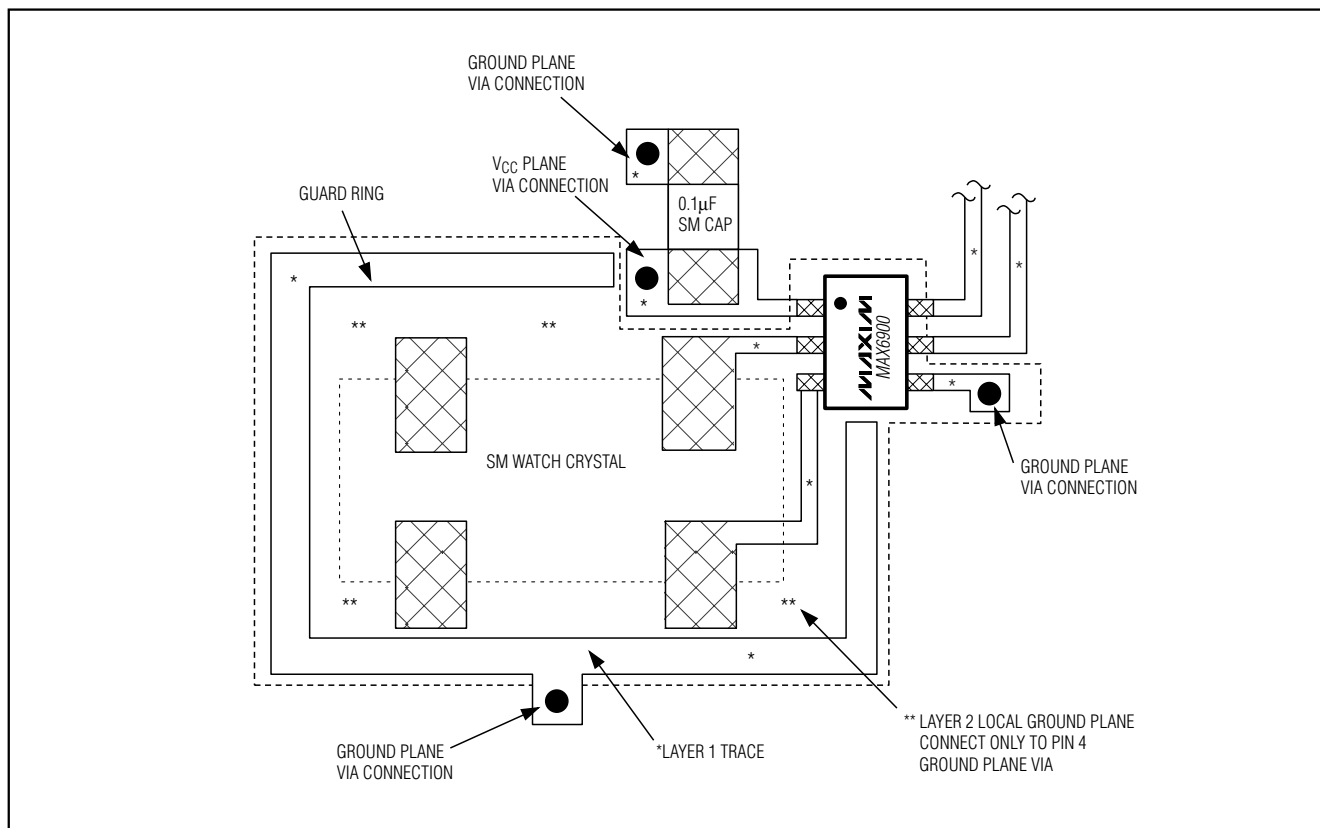 GROUND PLANE
VIA CONNECTION
VCC PLANE
VIA CONNECTION
GUARD RING
0.1µF
SM CAP
*
*
*
*
*
**
**
*
MAXIM
MAX6900
*
SM WATCH CRYSTAL
*
GROUND PLANE
VIA CONNECTION
**
**
*
GROUND PLANE
VIA CONNECTION
*LAYER 1 TRACE
** LAYER 2 LOCAL GROUND PLANE
CONNECT ONLY TO PIN 4
GROUND PLANE VIA